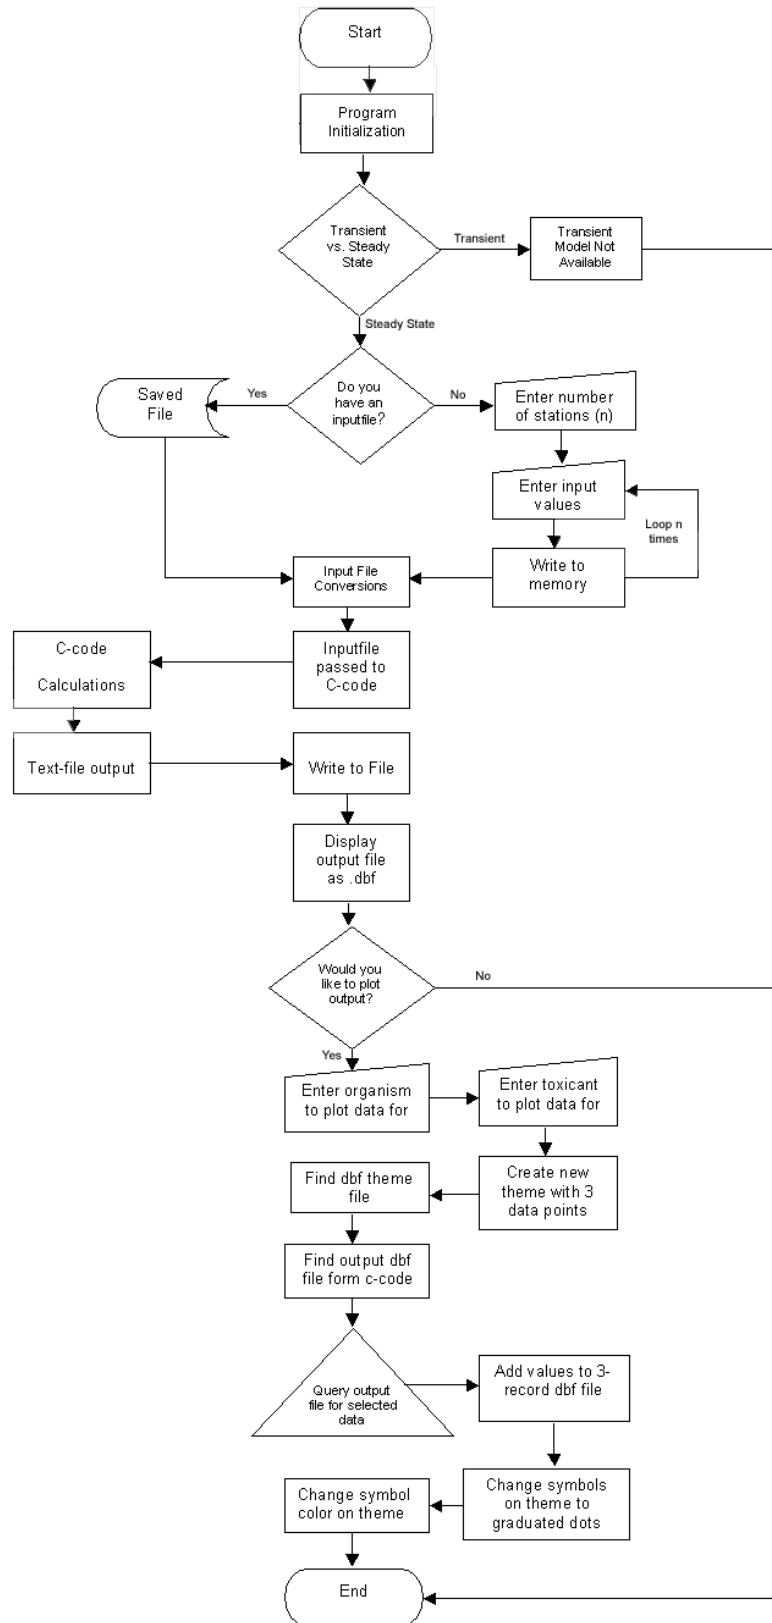 Start
Program
Initialization
Transient
vs. Steady
State
Transient
Transient
Model Not
Available
Steady State
Do you
have an
inputfile?
Yes
Saved
File
No
Enter number
of stations (n)
Enter input
values
Loop n
times
Write to
memory
Input File
Conversions
Inputfile
passed to
C-code
C-code
Calculations
Text-file output
Write to File
Display
output file
as .dbf
Would you
like to plot
output?
No
Yes
Enter organism
to plot data for
Enter toxicant
to plot data for
Create new
theme with 3
data points
Find dbf theme
file
Find output dbf
file form c-code
Query output
file for selected
data
Add values to 3-
record dbf file
Change symbols
on theme to
graduated dots
Change symbol
color on theme
End